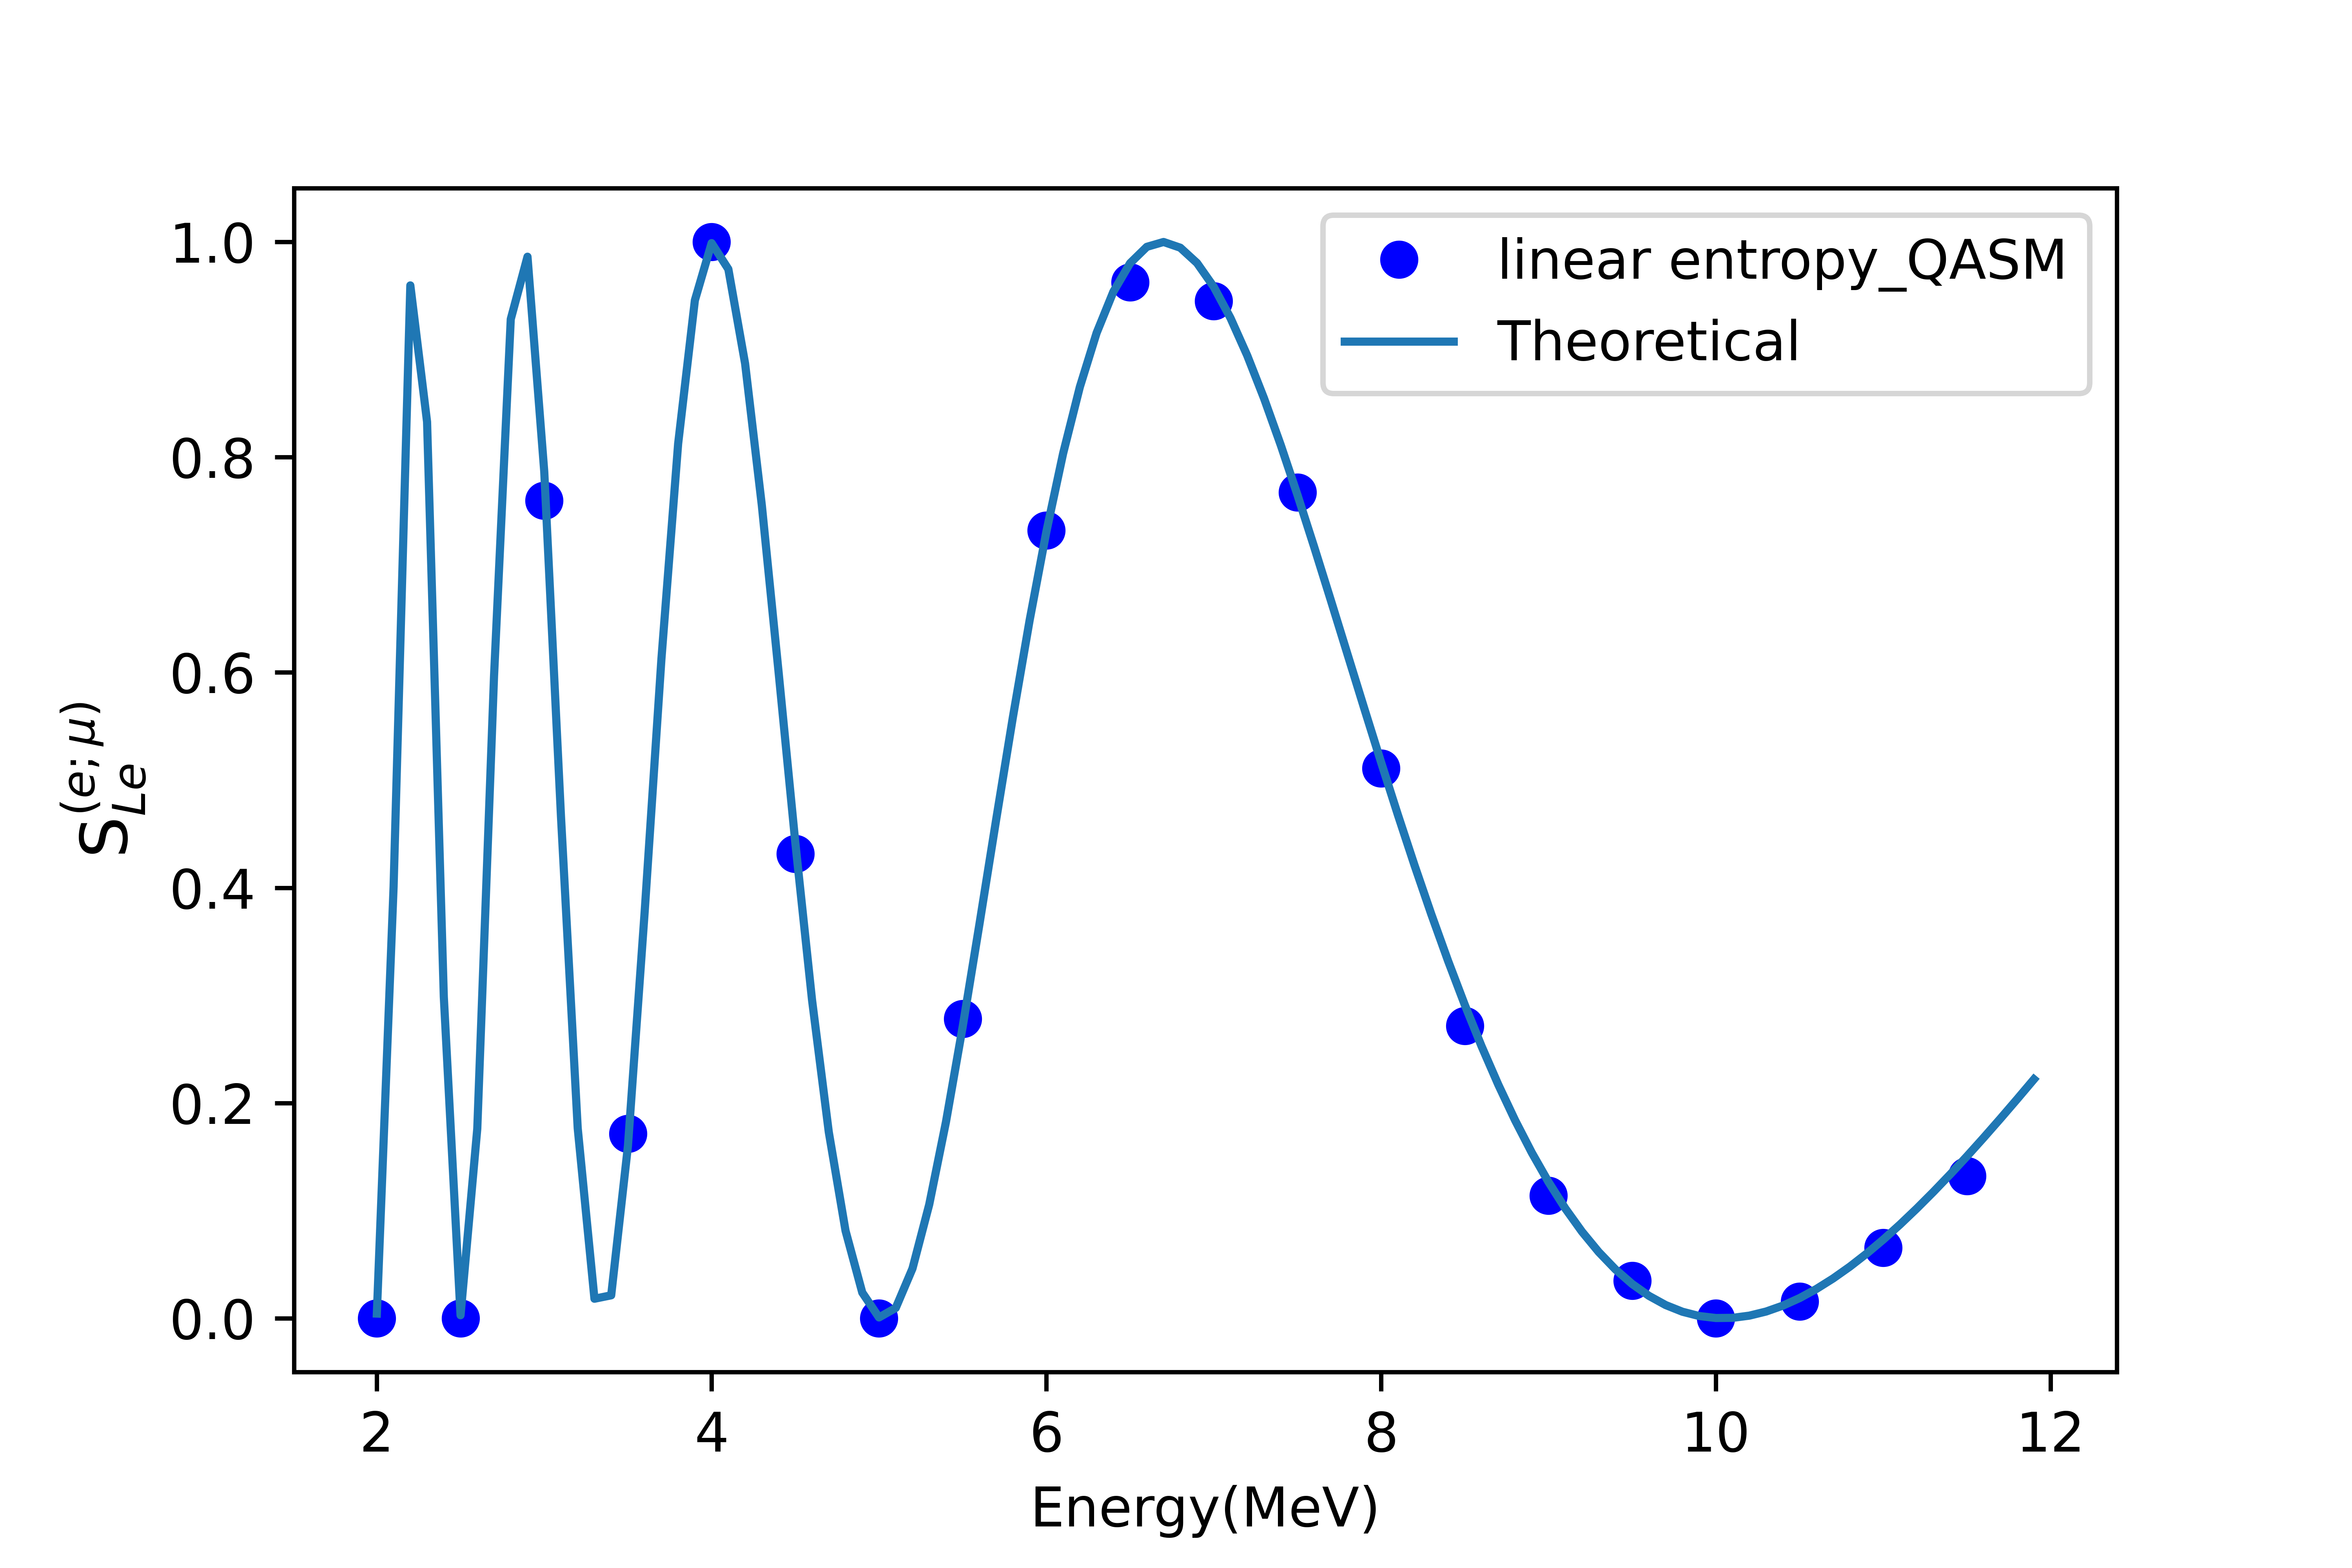 linear entropy_QASM
Theoretical
1.0
0.8
0.6
0.4
0.2
0.0
S_{Le}^{(e;μ)}
2 4 6 8 10 12
Energy(MeV)